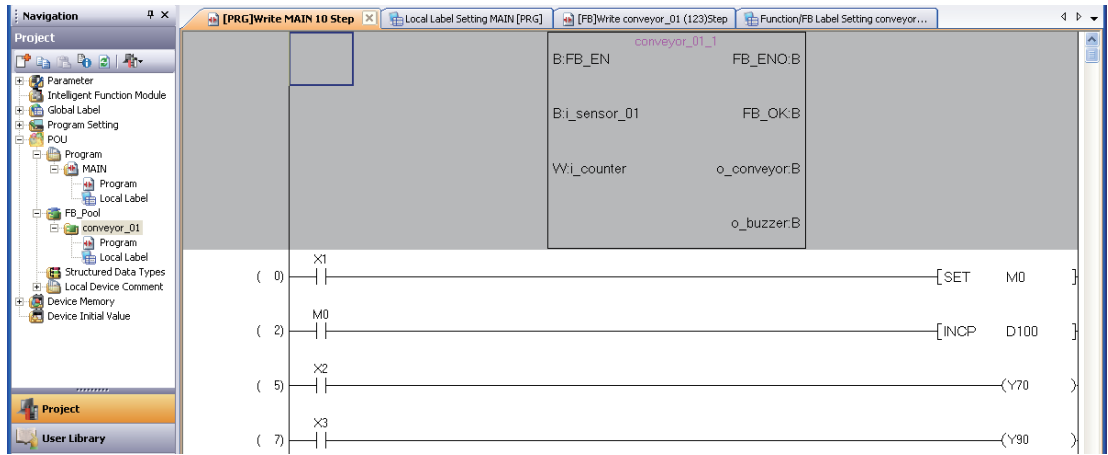 Navigation
Project
Parameter
Intelligent Function Module
Global Label
Program Setting
POU
Program
MAIN
Program
Local Label
FB_Pool
conveyor_01
Program
Local Label
Structured Data Types
Local Device Comment
Device Memory
Device Initial Value
Project
User Library
[PRG]Write MAIN 10 Step
Local Label Setting MAIN [PRG]
[FB]Write conveyor_01 (123)Step
Function/FB Label Setting conveyor...
conveyor_01_1
B:FB_EN FB_ENO:B
B:i_sensor_01 FB_OK:B
W:i_counter o_conveyor:B
o_buzzer:B
X1
( 0) [SET M0 ]
M0
( 2) [INCP D100 ]
X2
( 5) (Y70 )
X3
( 7) (Y90 )